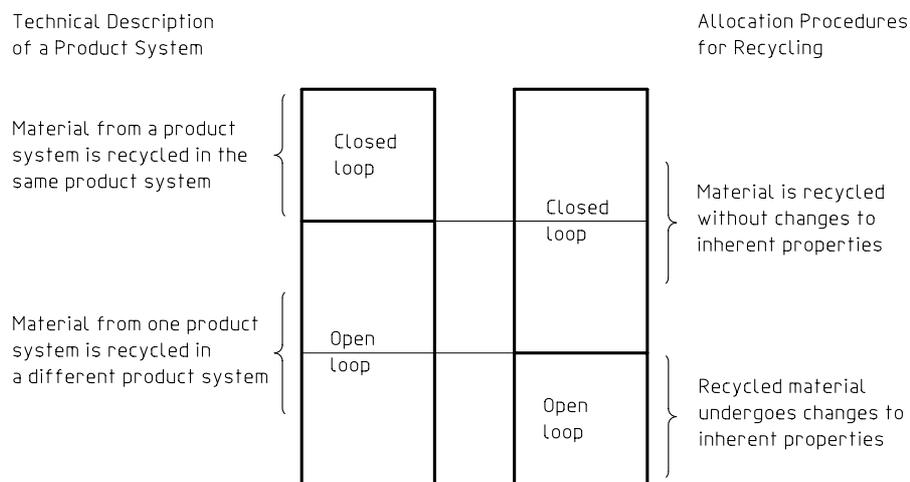 Technical Description
of a Product System
Allocation Procedures
for Recycling
Material from a product
system is recycled in the
same product system
Closed
loop
Closed
loop
Material is recycled
without changes to
inherent properties
Material from one product
system is recycled in
a different product system
Open
loop
Open
loop
Recycled material
undergoes changes to
inherent properties